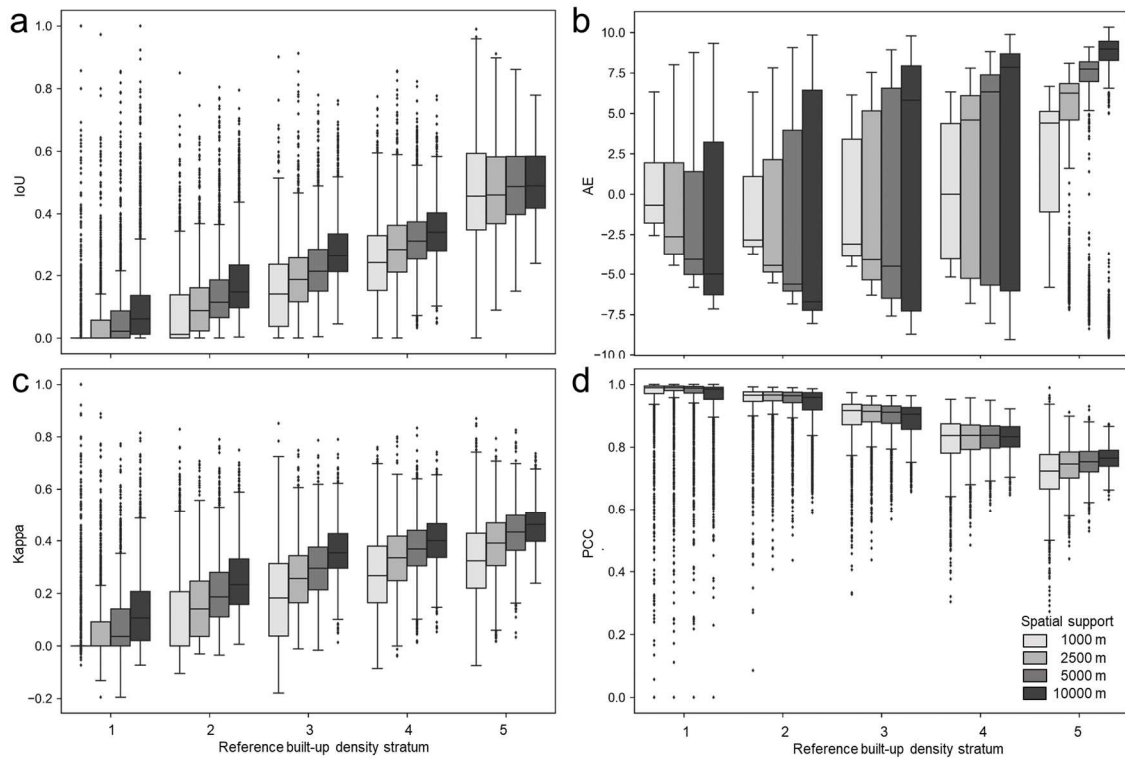 a
1.0
0.8
0.6
0.4
0.2
0.0
IoU
b
10.0
7.5
5.0
2.5
0.0
−2.5
−5.0
−7.5
−10.0
AE
c
1.0
0.8
0.6
0.4
0.2
0.0
−0.2
Kappa
1 2 3 4 5
Reference built-up density stratum
d
1.0
0.8
0.6
0.4
0.2
0.0
PCC
Spatial support
1000 m
2500 m
5000 m
10000 m
1 2 3 4 5
Reference built-up density stratum